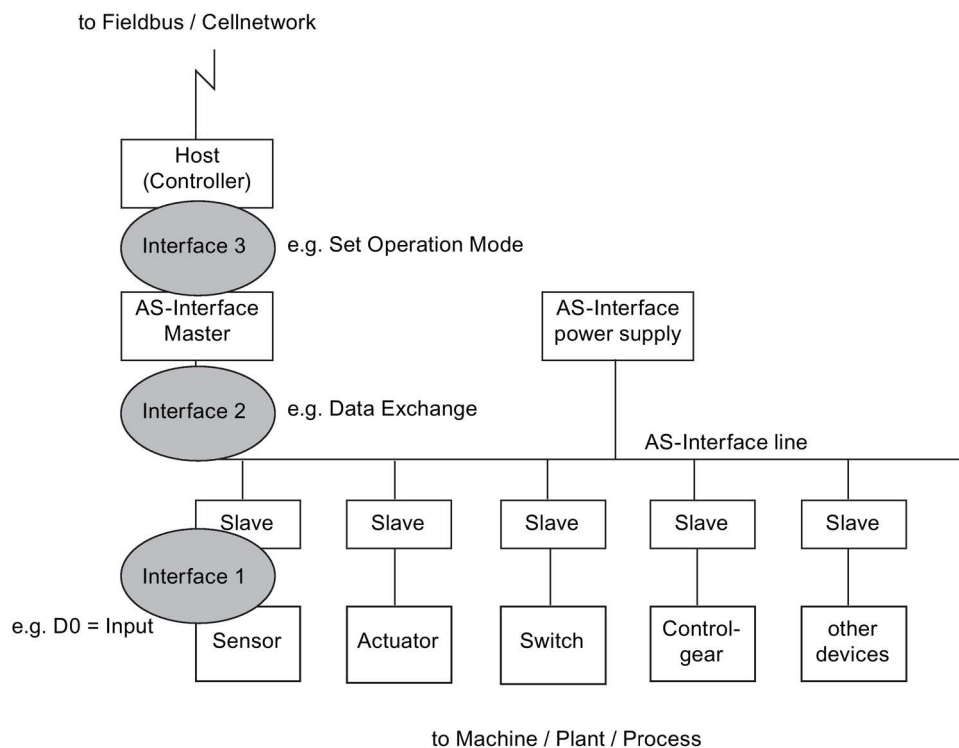 to Fieldbus / Cellnetwork
Host
(Controller)
Interface 3
e.g. Set Operation Mode
AS-Interface
Master
AS-Interface
power supply
Interface 2
e.g. Data Exchange
AS-Interface line
Slave
Slave
Slave
Slave
Slave
Interface 1
e.g. D0 = Input
Sensor
Actuator
Switch
Control-
gear
other
devices
to Machine / Plant / Process